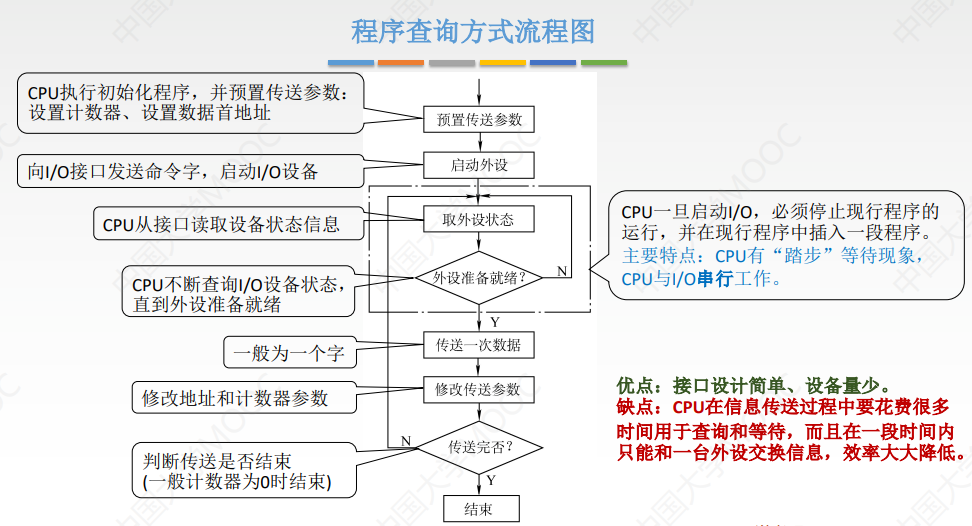 程序查询方式流程图
CPU执行初始化程序，并预置传送参数：
设置计数器、设置数据首地址
预置传送参数
向I/O接口发送命令字，启动I/O设备
启动外设
CPU从接口读取设备状态信息
取外设状态
CPU不断查询I/O设备状态，
直到外设准备就绪
外设准备就绪？
N
Y
CPU一旦启动I/O，必须停止现行程序的
运行，并在现行程序中插入一段程序。
主要特点：CPU有“踏步”等待现象，
CPU与I/O串行工作。
一般为一个字
传送一次数据
修改地址和计数器参数
修改传送参数
判断传送是否结束
(一般计数器为0时结束)
N
传送完否？
Y
结束
优点：接口设计简单、设备量少。
缺点：CPU在信息传送过程中要花费很多
时间用于查询和等待，而且在一段时间内
只能和一台外设交换信息，效率大大降低。
中国大学MOOC